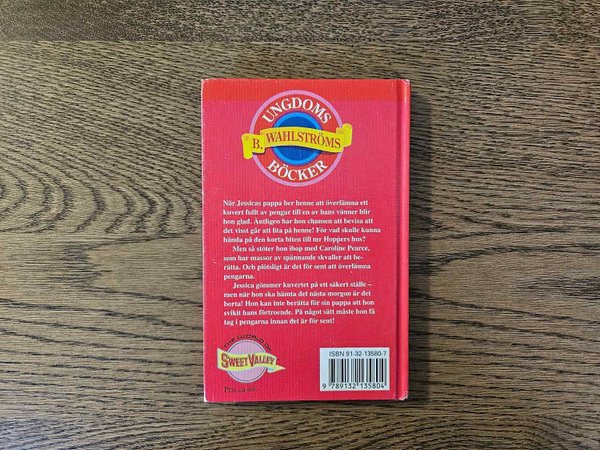 UNGDOMS
B. WAHLSTRÖMS
BÖCKER
När Jessicas pappa ber henne att överlämna ett
kuvert fullt av pengar till en av hans vänner blir
hon glad. Äntligen har hon chansen att bevisa att
det visst går att lita på henne! För vad skulle kunna
hända på den korta biten till mr Hoppers hus?
Men så stöter hon ihop med Caroline Pearce,
som har massor av spännande skvaller att be-
rätta. Och plötsligt är det för sent att överlämna
pengarna.
Jessica gömmer kuvertet på ett säkert ställe –
men när hon ska hämta det nästa morgon är det
borta! Hon kan inte berätta för sin pappa att hon
svikit hans förtroende. På något sätt måste hon få
tag i pengarna innan det är för sent!
SWEET VALLEY
Pris ca 49:-
ISBN 91-32-13580-7
9 789132 135804